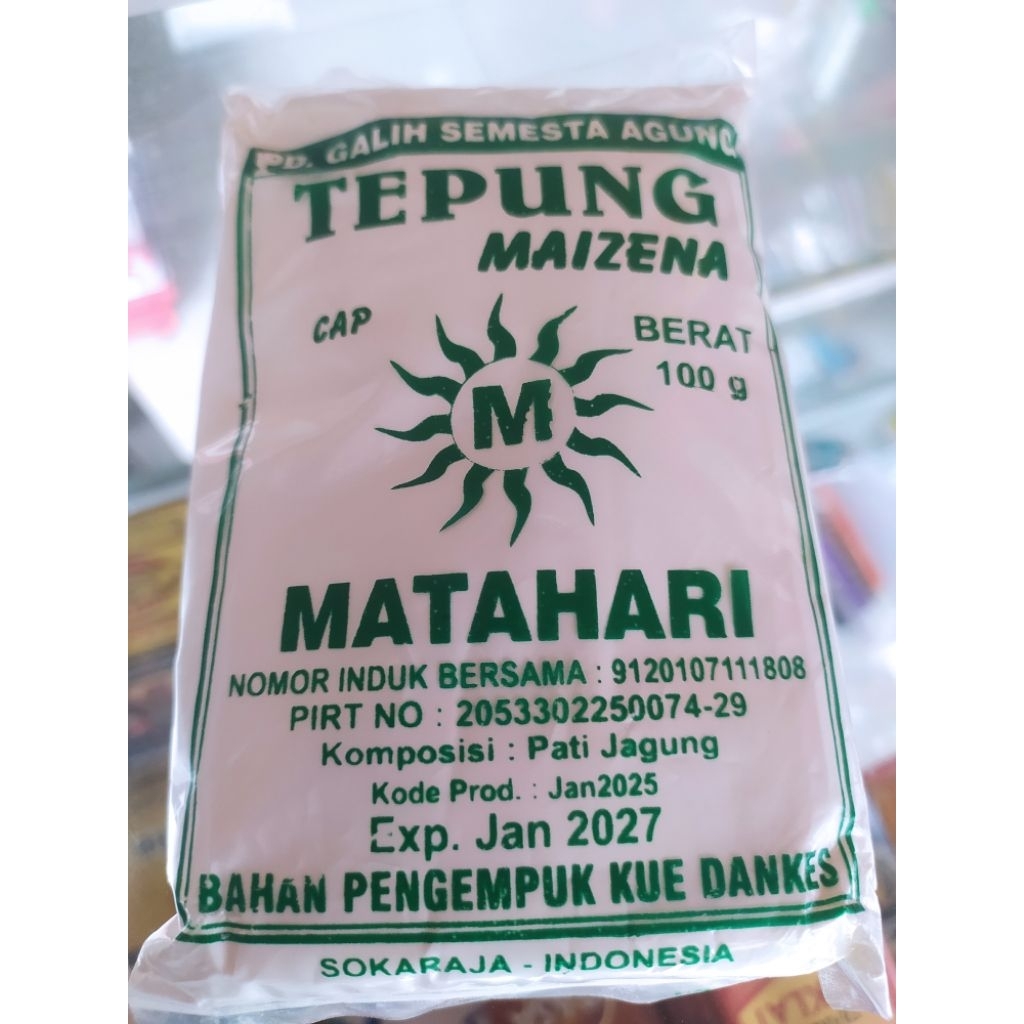 PD. GALIH SEMESTA AGUNG
TEPUNG
MAIZENA
CAP
BERAT
100 g
M
MATAHARI
NOMOR INDUK BERSAMA : 9120107111808
PIRT NO : 2053302250074-29
Komposisi : Pati Jagung
Kode Prod. : Jan2025
Exp. Jan 2027
BAHAN PENGEMPUK KUE DANKES
SOKARAJA - INDONESIA